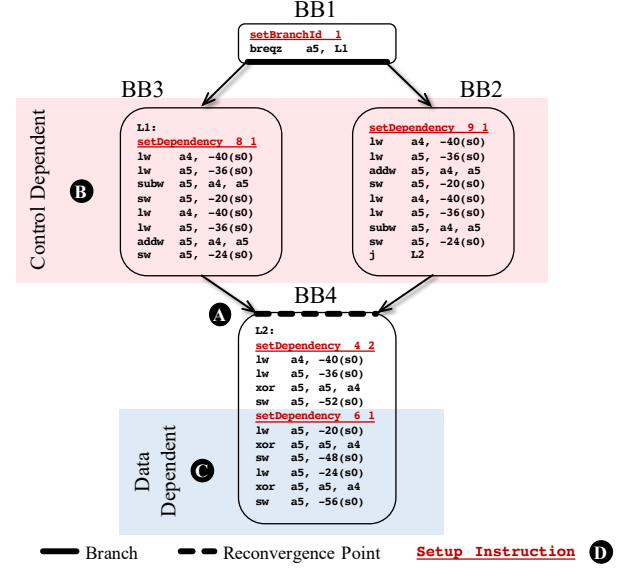 BB1
setBranchId 1
breqz a5, L1
BB3
BB2
Control Dependent
B
L1:
setDependency 8 1
lw a4, -40(s0)
lw a5, -36(s0)
subw a5, a4, a5
sw a5, -20(s0)
lw a4, -40(s0)
lw a5, -36(s0)
addw a5, a4, a5
sw a5, -24(s0)
setDependency 9 1
lw a4, -40(s0)
lw a5, -36(s0)
addw a5, a4, a5
sw a5, -20(s0)
lw a4, -40(s0)
lw a5, -36(s0)
subw a5, a4, a5
sw a5, -24(s0)
j L2
BB4
A
L2:
setDependency 4 2
lw a4, -40(s0)
lw a5, -36(s0)
xor a5, a5, a4
sw a5, -52(s0)
Data
Dependent
C
setDependency 6 1
lw a5, -20(s0)
xor a5, a5, a4
sw a5, -48(s0)
lw a5, -24(s0)
xor a5, a5, a4
sw a5, -56(s0)
Branch
Reconvergence Point
Setup Instruction
D